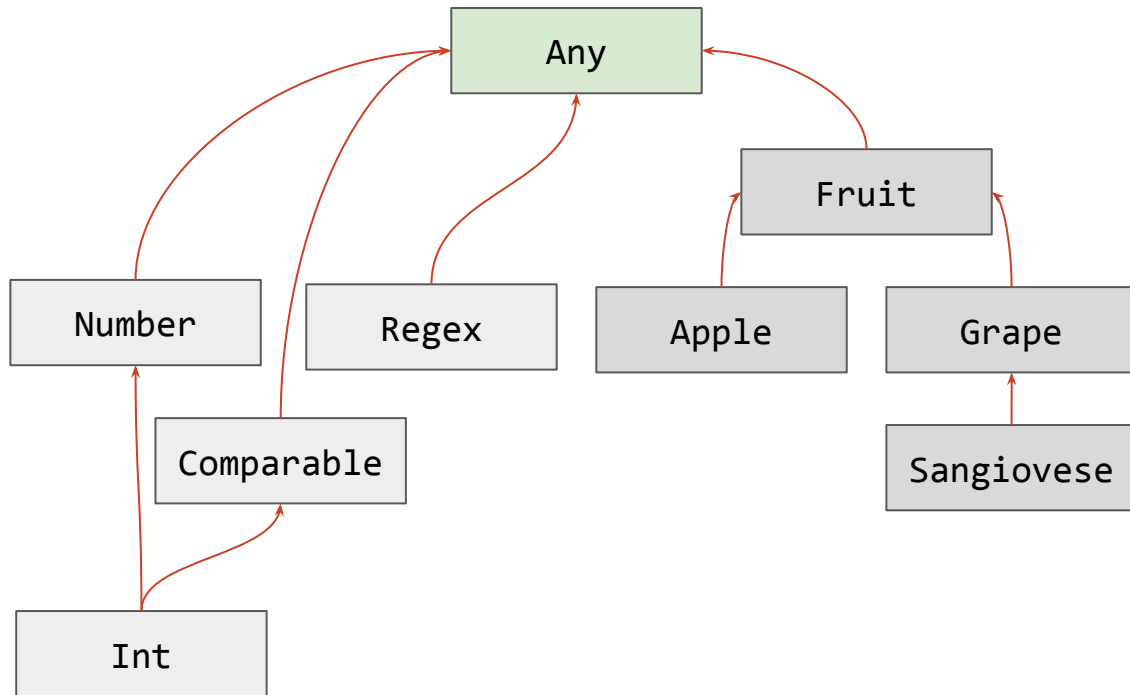 Any
Fruit
Number
Regex
Apple
Grape
Comparable
Sangiovese
Int